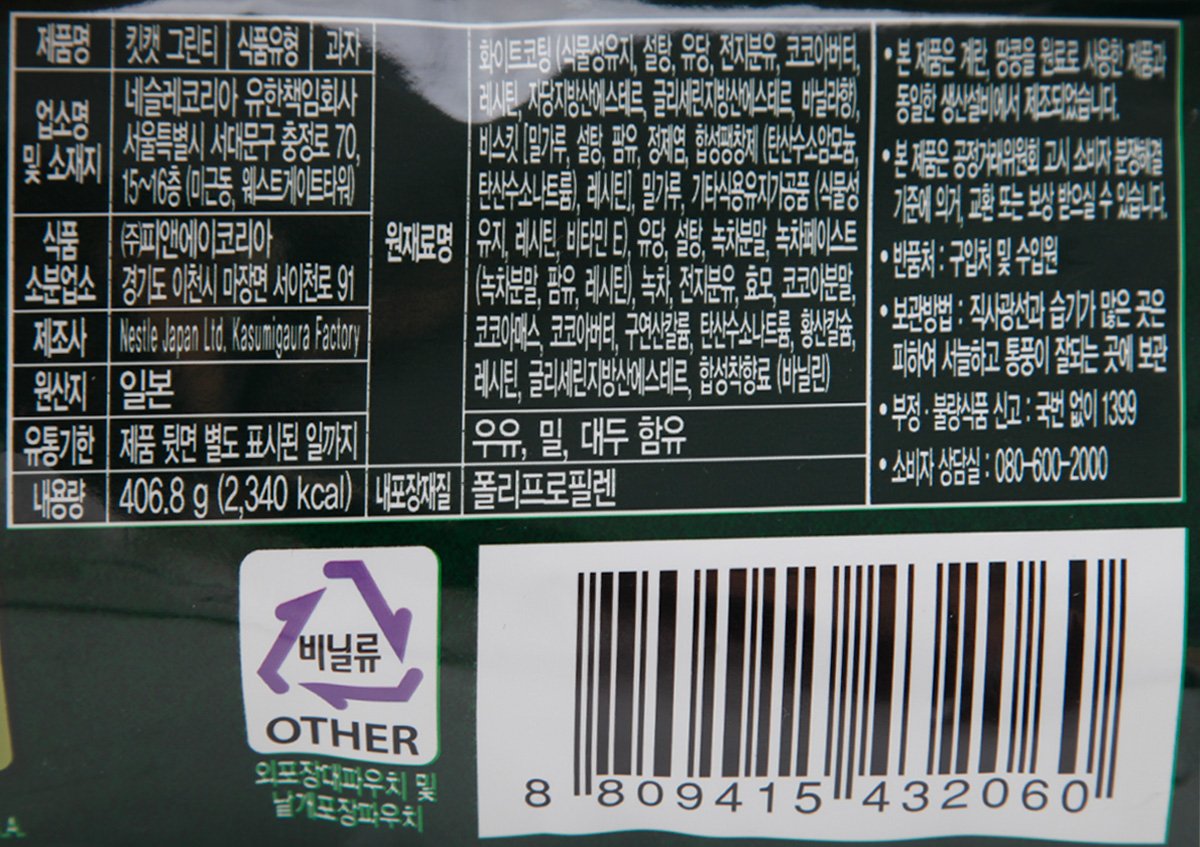 제품명 킷캣 그린티 식품유형 과자
업소명 및 소재지
네슬레코리아 유한책임회사
서울특별시 서대문구 충정로 70,
15~16층 (미근동, 웨스트게이트타워)
식품 소분업소
㈜피앤에이코리아
경기도 이천시 마장면 서이천로 91
제조사 Nestle Japan Ltd. Kasumigaura Factory
원산지 일본
유통기한 제품 뒷면 별도 표시된 일까지
내용량 406.8 g (2,340 kcal)
원재료명
화이트코팅 (식물성유지, 설탕, 유당, 전지분유, 코코아버터,
레시틴, 자당지방산에스테르, 글리세린지방산에스테르, 바닐라향),
비스킷 [밀가루, 설탕, 팜유, 정제염, 합성팽창제 (탄산수소암모늄,
탄산수소나트륨), 레시틴], 밀가루, 기타식용유지가공품 (식물성
유지, 레시틴, 비타민 E), 유당, 설탕, 녹차분말, 녹차페이스트
(녹차분말, 팜유, 레시틴), 녹차, 전지분유, 효모, 코코아분말,
코코아매스, 코코아버터, 구연산칼륨, 탄산수소나트륨, 황산칼슘,
레시틴, 글리세린지방산에스테르, 합성착향료 (바닐린)
우유, 밀, 대두 함유
내포장재질 폴리프로필렌
• 본 제품은 계란, 땅콩을 원료로 사용한 제품과
동일한 생산설비에서 제조되었습니다.
• 본 제품은 공정거래위원회 고시 소비자 분쟁해결
기준에 의거, 교환 또는 보상 받으실 수 있습니다.
• 반품처 : 구입처 및 수입원
• 보관방법 : 직사광선과 습기가 많은 곳은
피하여 서늘하고 통풍이 잘되는 곳에 보관
• 부정·불량식품 신고 : 국번 없이 1399
• 소비자 상담실 : 080-600-2000
비닐류
OTHER
외포장대파우치 및
낱개포장파우치
8 809415 432060
A.